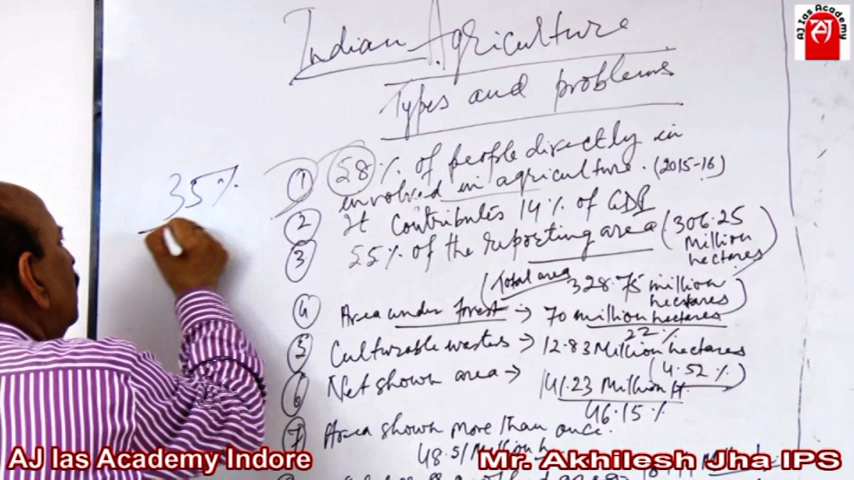 AJ Ias Academy
AJ
Indian Agriculture
Types and problems
35%
1 58% of people directly in
involved in agriculture. (2015-16)
2 It contributes 14% of GDP
3 55% of the reporting area (306.25
Million
hectares)
(Total area 328.75 million
hectares)
4 Area under forest → 70 million hectares
22%
5 Culturable wastes → 12.83 Million hectares
(4.52%)
6 Net shown area → 141.23 Million H
46.15%
7 Area shown more than once.
48.51 Million h
AJ Ias Academy Indore
Mr. Akhilesh Jha IPS